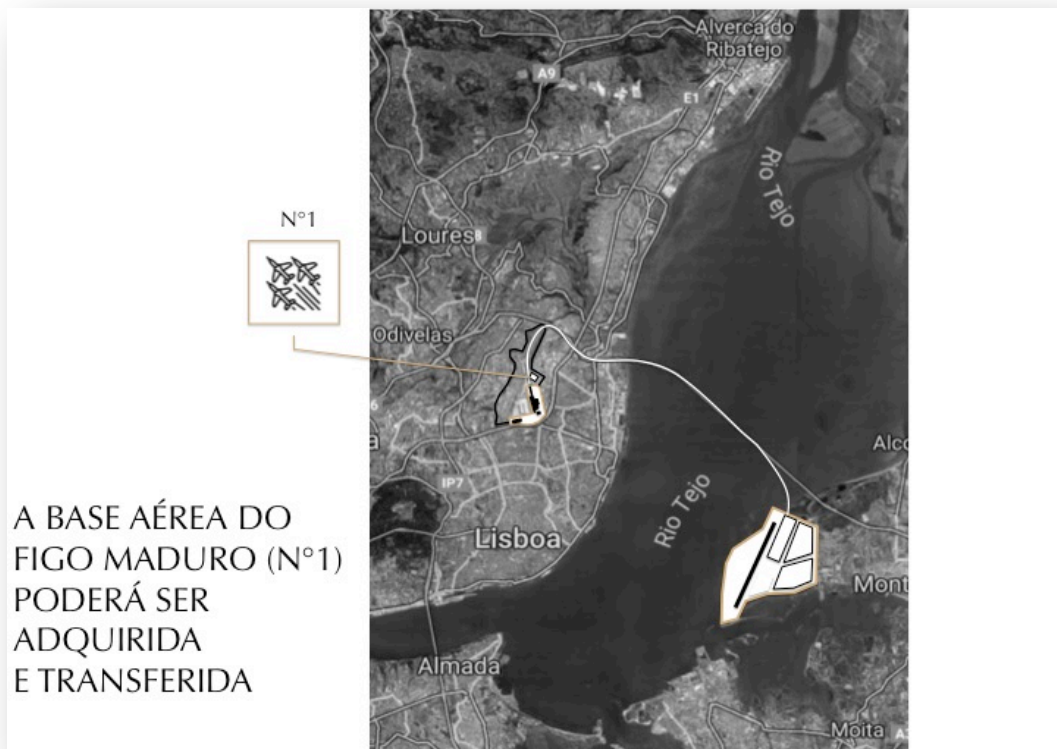 Alverca do
Ribatejo
A9
E1
Rio Tejo
N°1
Loures
Odivelas
IP7
Rio Tejo
Lisboa
Alco
Mont
Almada
Moita
A BASE AÉREA DO
FIGO MADURO (N°1)
PODERÁ SER
ADQUIRIDA
E TRANSFERIDA